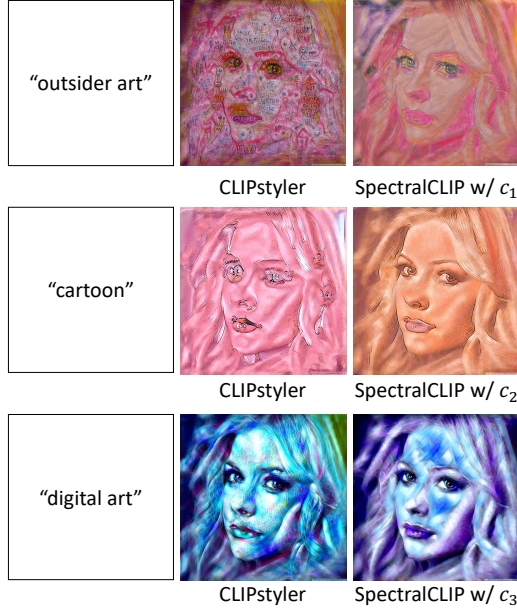 “outsider art”
CLIPstyler
SpectralCLIP w/ c₁
“cartoon”
CLIPstyler
SpectralCLIP w/ c₂
“digital art”
CLIPstyler
SpectralCLIP w/ c₃